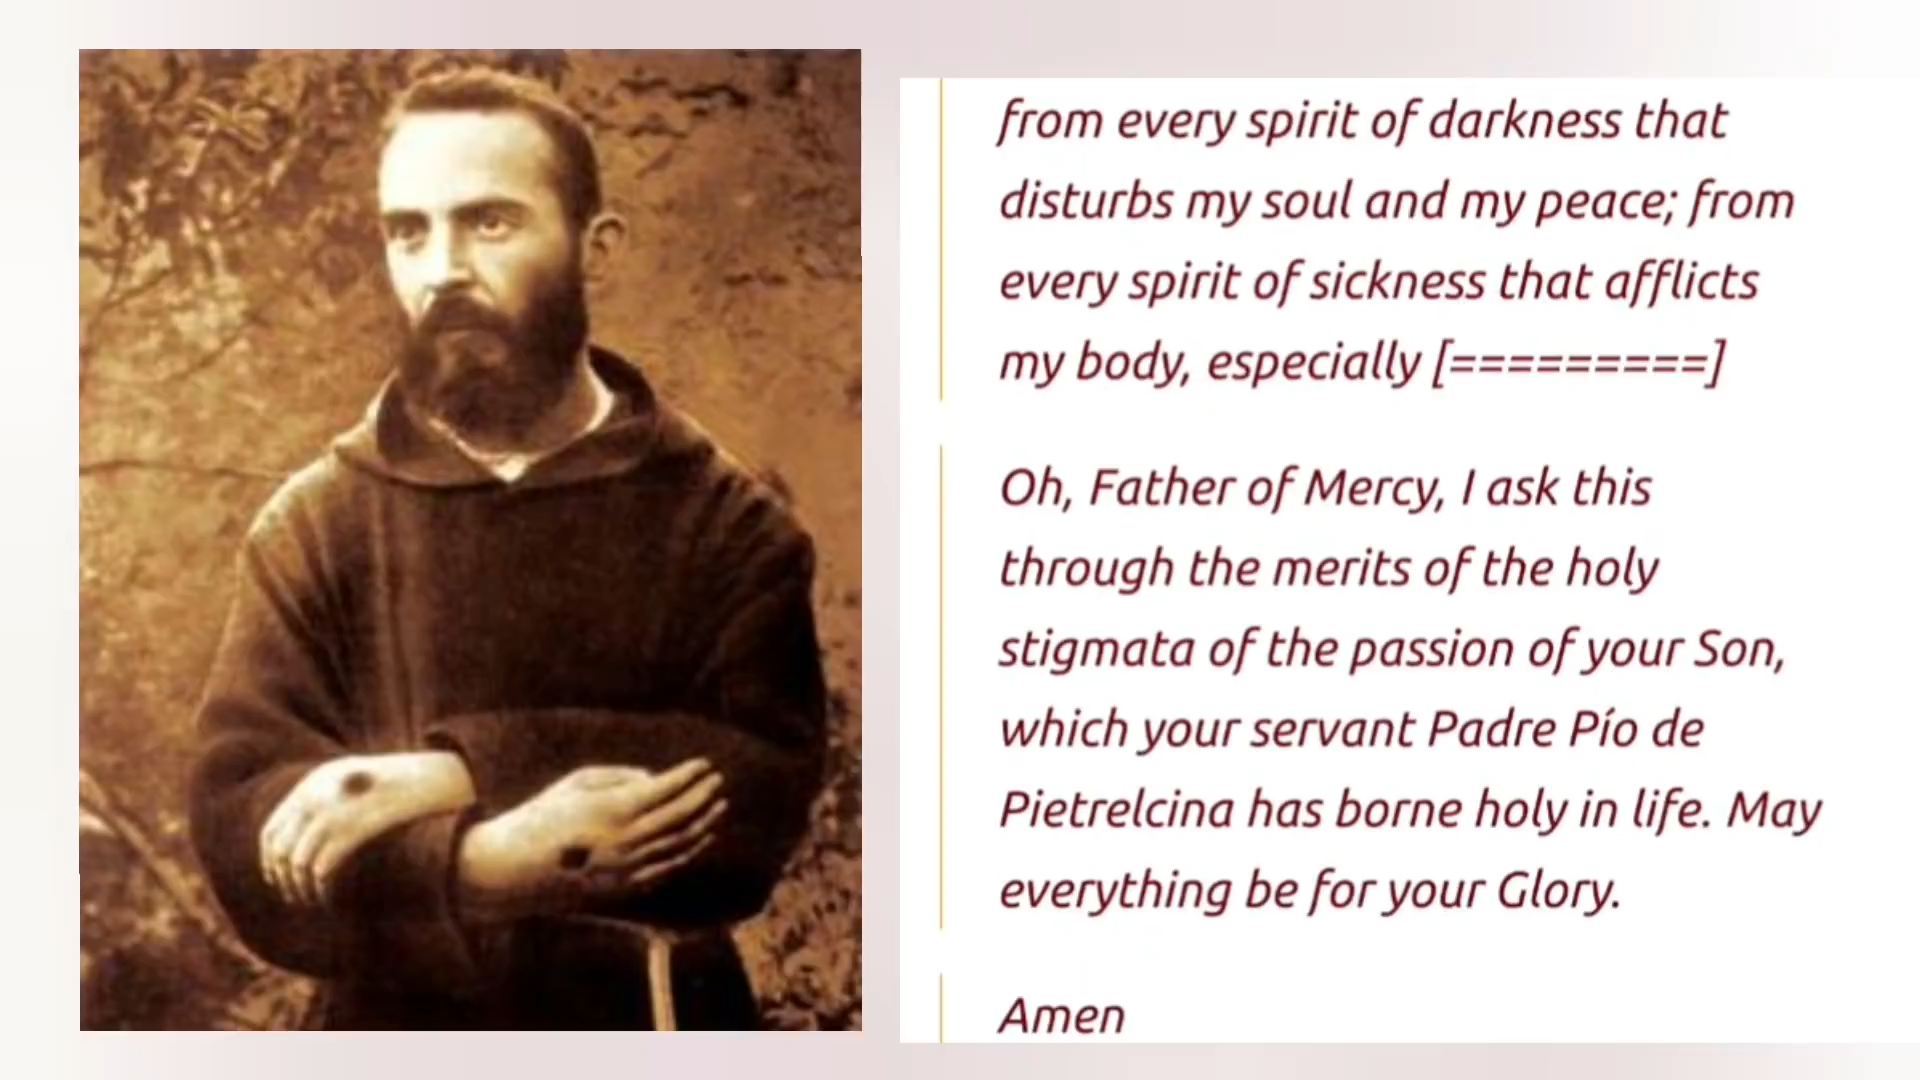 from every spirit of darkness that
disturbs my soul and my peace; from
every spirit of sickness that afflicts
my body, especially [=========]
Oh, Father of Mercy, I ask this
through the merits of the holy
stigmata of the passion of your Son,
which your servant Padre Pío de
Pietrelcina has borne holy in life. May
everything be for your Glory.
Amen